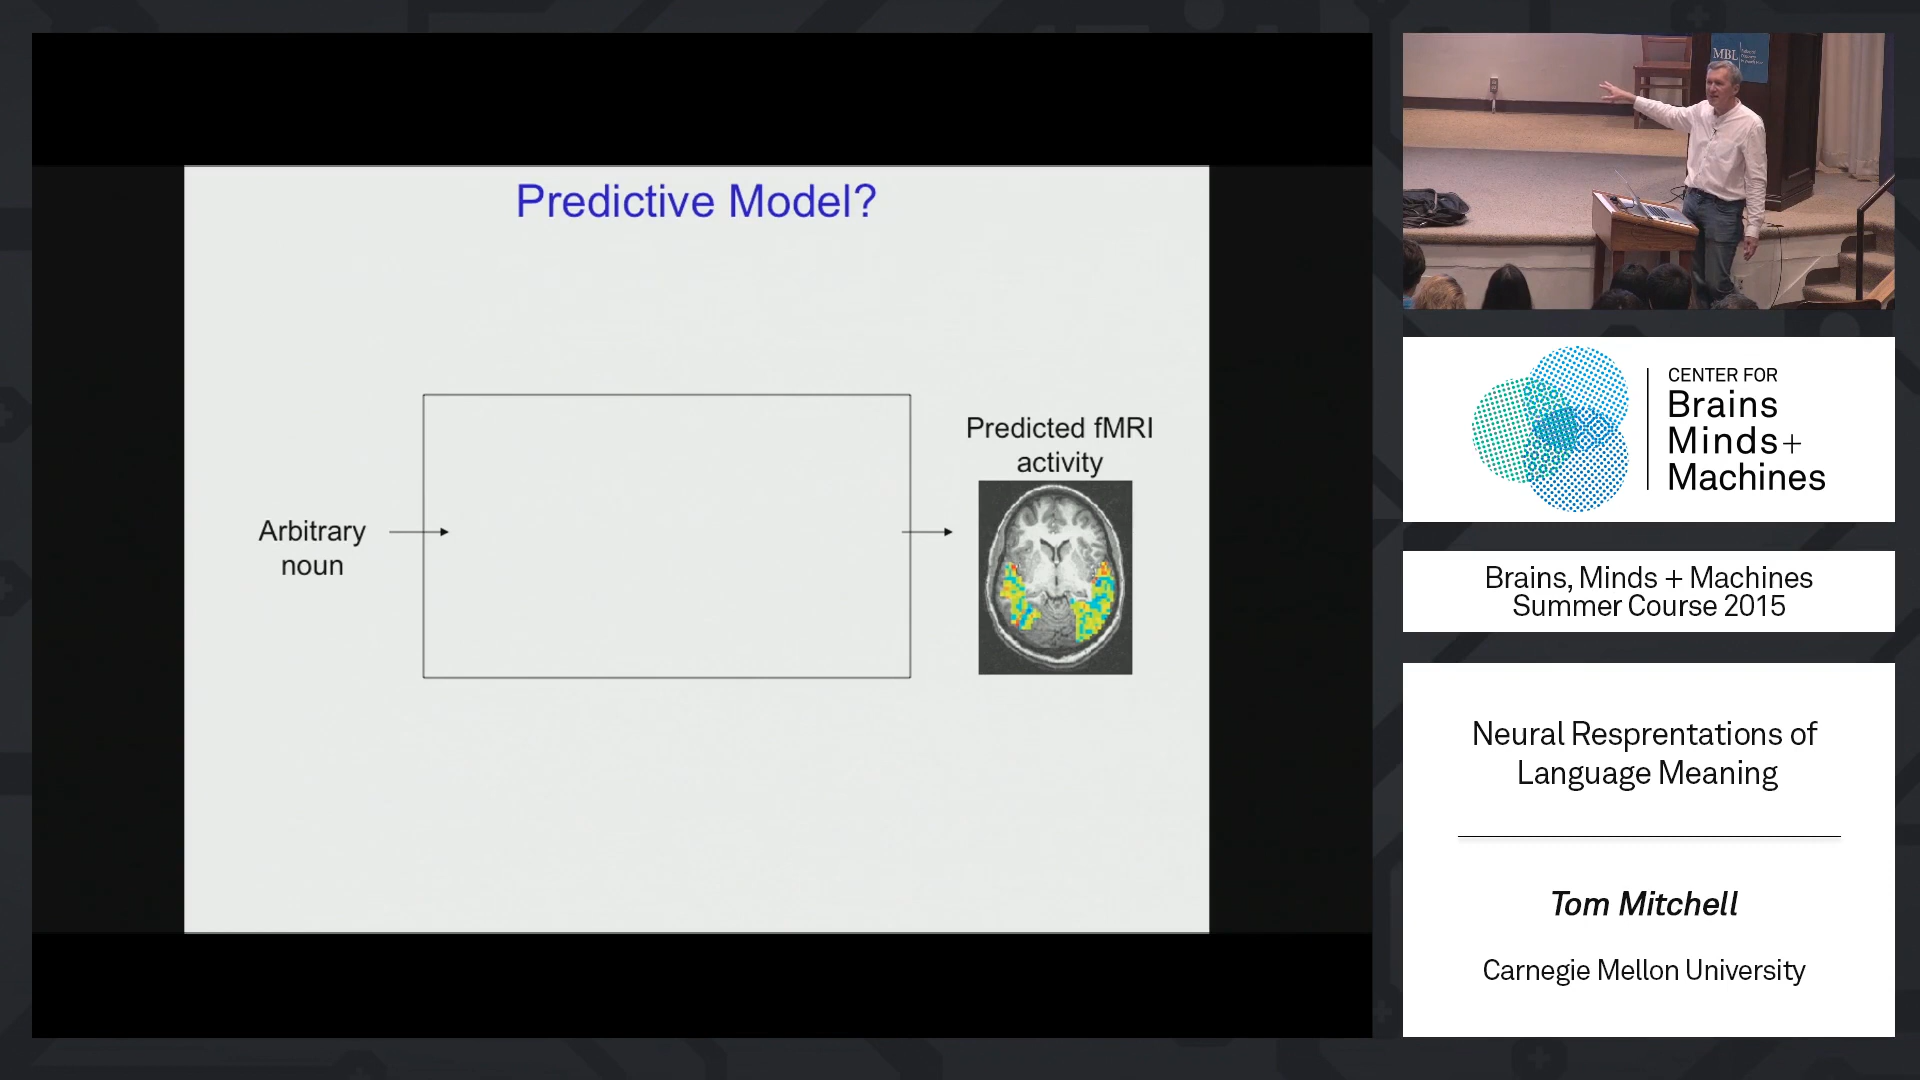 Predictive Model?
Arbitrary
noun
Predicted fMRI
activity
MBL
CENTER FOR
Brains
Minds+
Machines
Brains, Minds + Machines
Summer Course 2015
Neural Resprentations of
Language Meaning
Tom Mitchell
Carnegie Mellon University